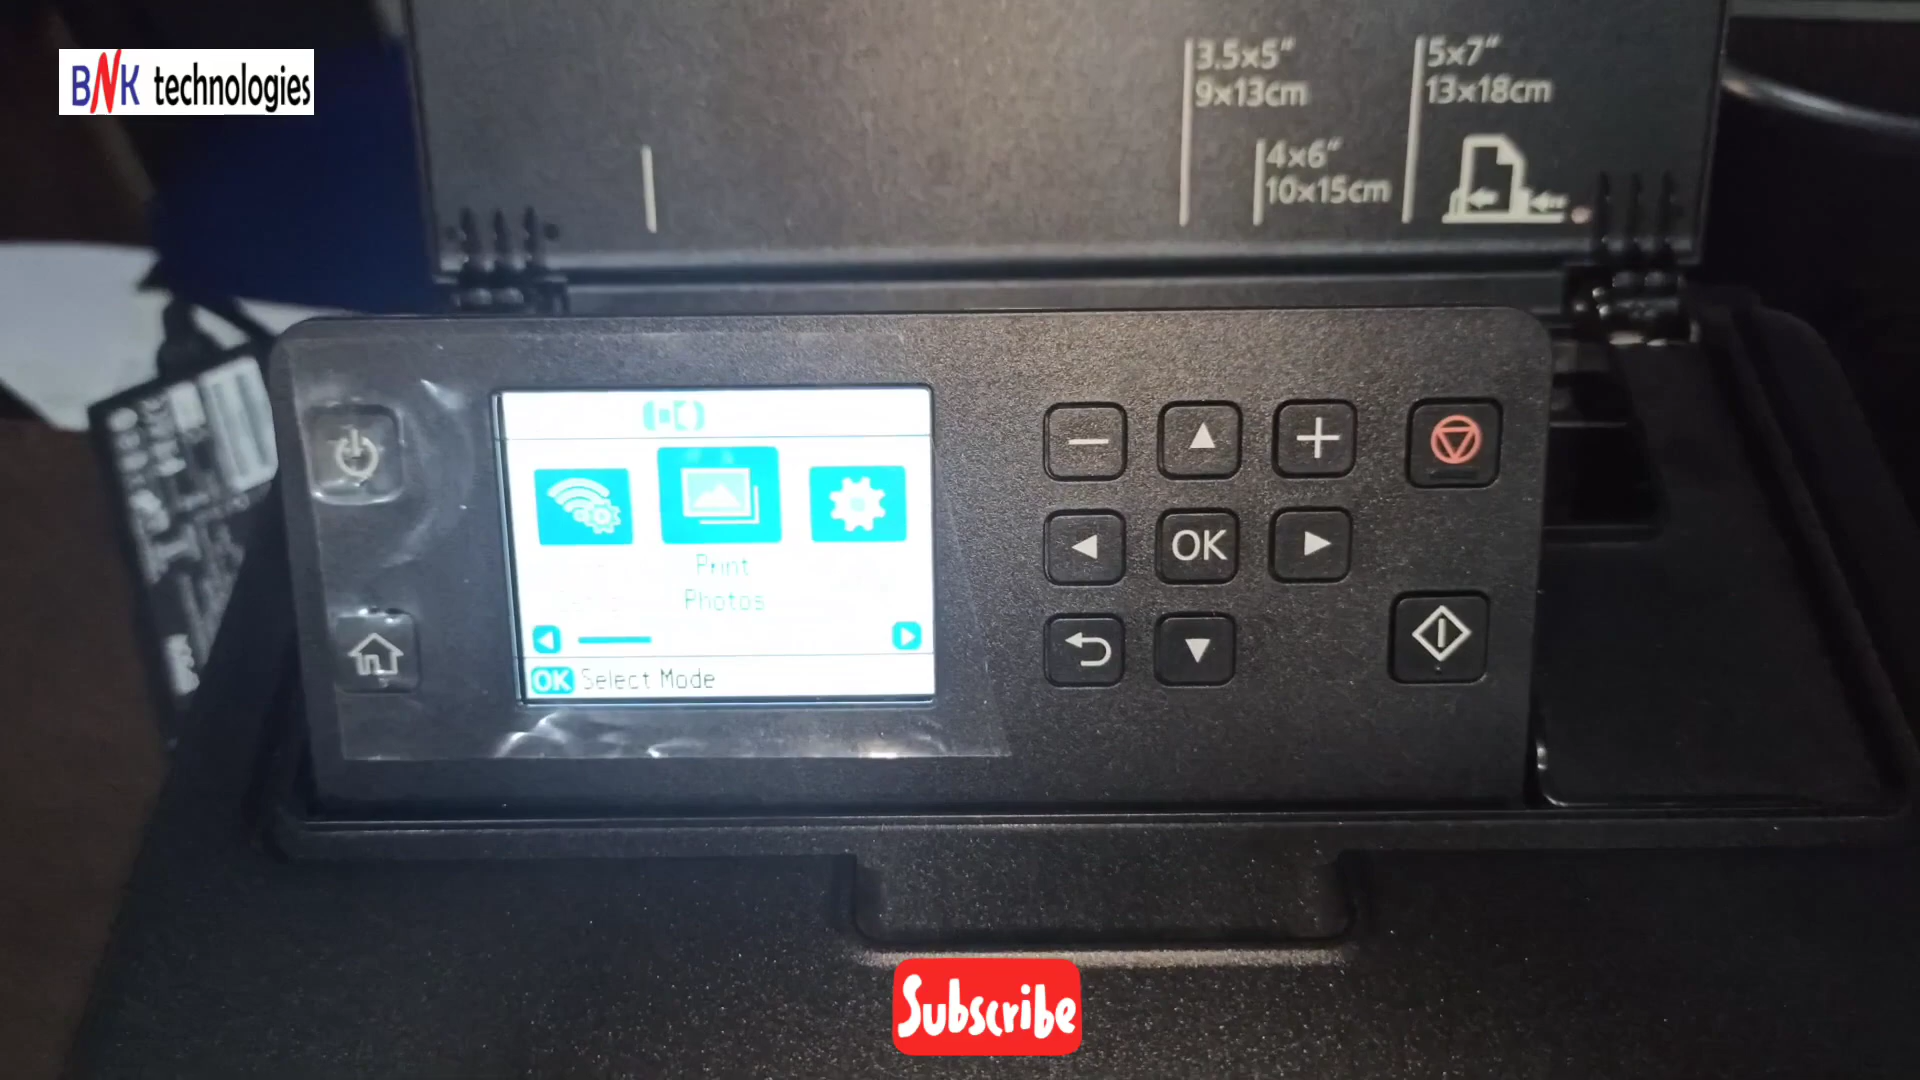 BNK technologies
3.5x5"
9x13cm
5x7"
13x18cm
4x6"
10x15cm
Print
Photos
OK Select Mode
OK
Subscribe